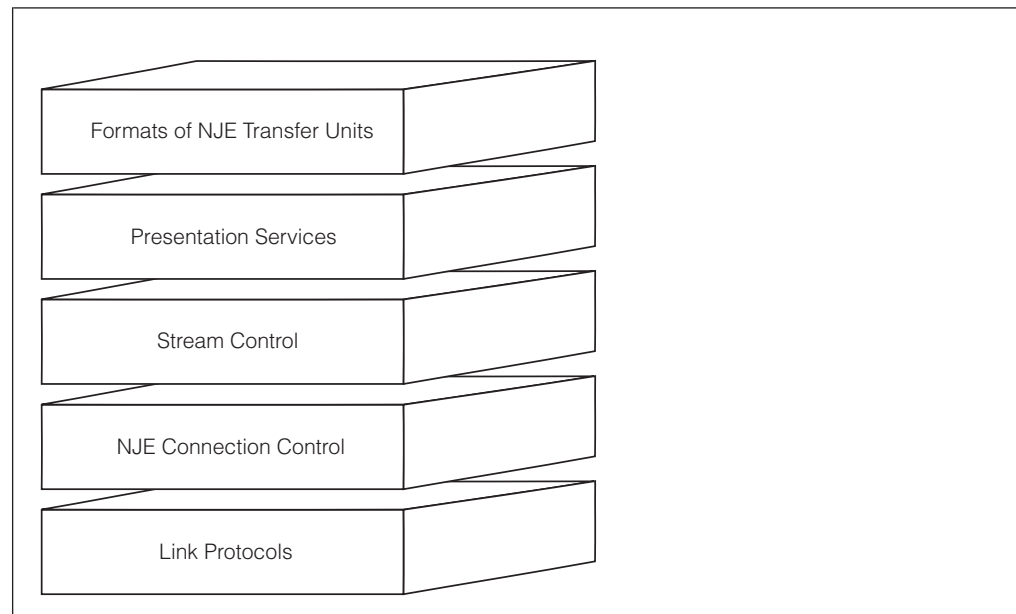 Formats of NJE Transfer Units
Presentation Services
Stream Control
NJE Connection Control
Link Protocols